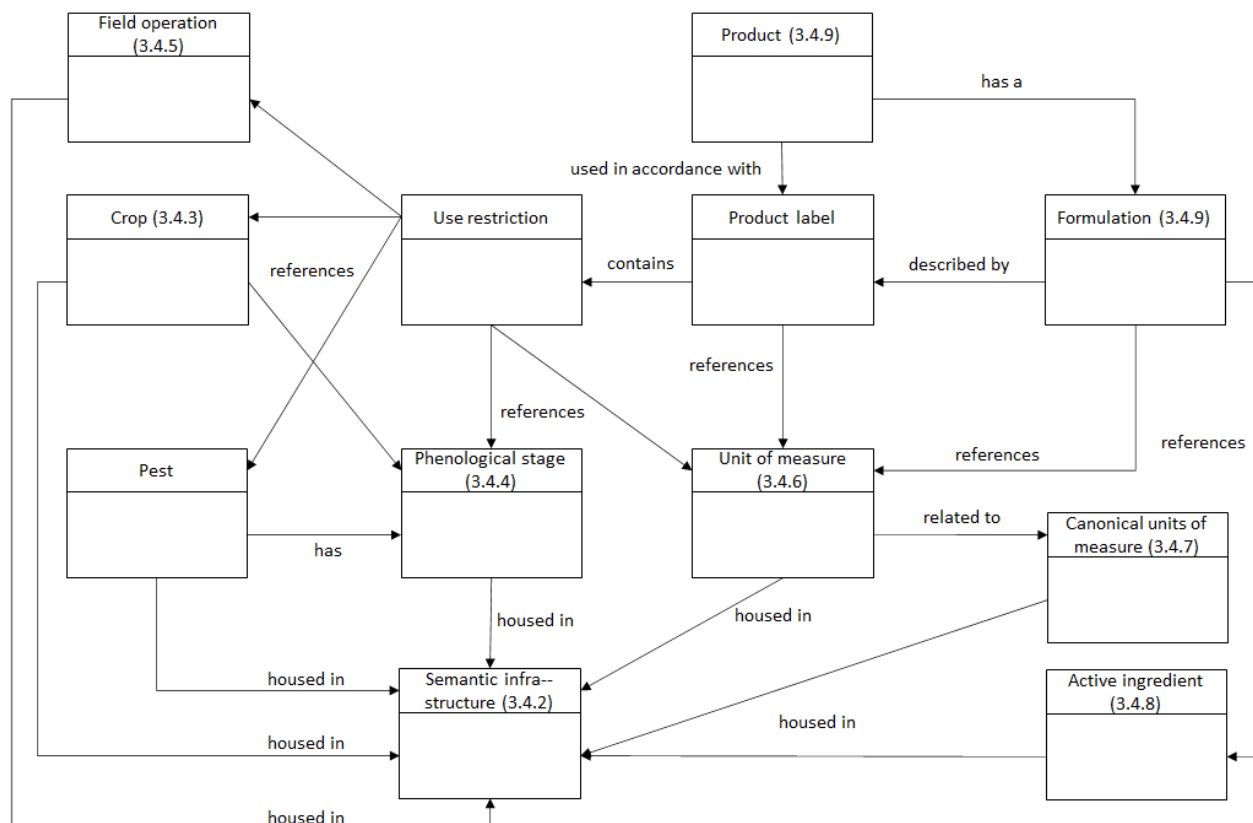 Field operation
(3.4.5)
Product (3.4.9)
has a
used in accordance with
Crop (3.4.3)
Use restriction
Product label
Formulation (3.4.9)
references
contains
described by
references
references
references
references
Pest
Phenological stage
(3.4.4)
Unit of measure
(3.4.6)
has
related to
Canonical units of
measure (3.4.7)
housed in
housed in
housed in
Semantic infra--
structure (3.4.2)
Active ingredient
(3.4.8)
housed in
housed in
housed in